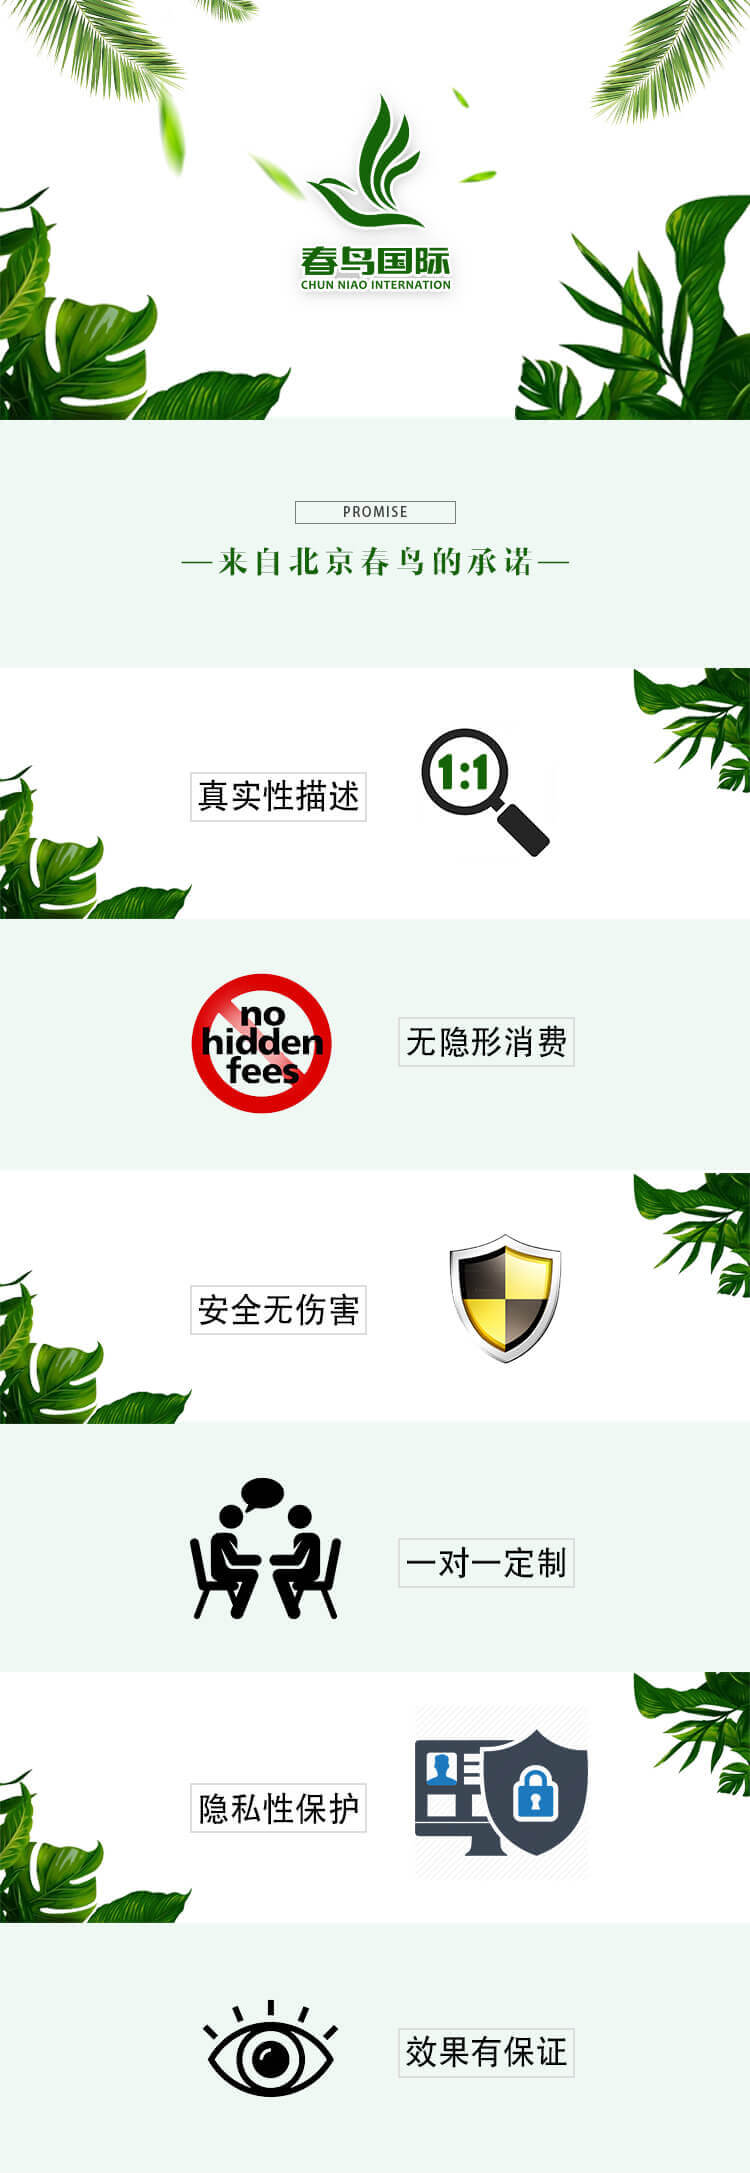 春鸟国际
CHUN NIAO INTERNATION
PROMISE
—来自北京春鸟的承诺—
真实性描述
1:1
no
hidden
fees
无隐形消费
安全无伤害
一对一定制
隐私性保护
效果有保证